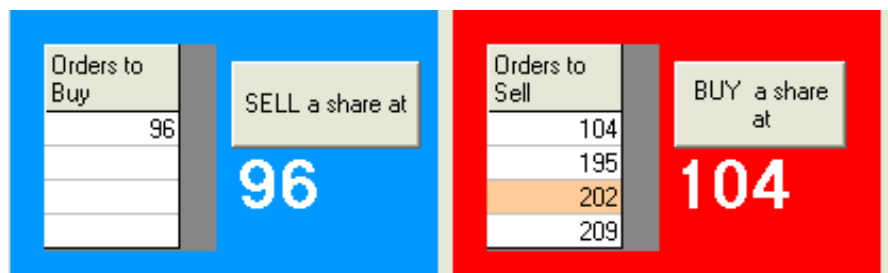 Orders to
Buy
96
SELL a share at
96
Orders to
Sell
104
195
202
209
BUY a share
at
104